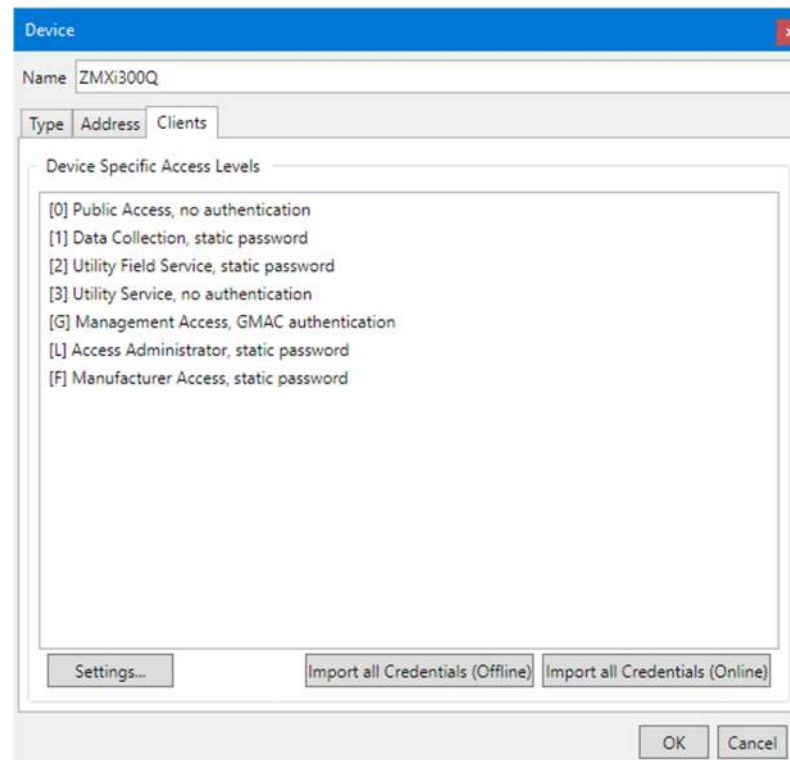 Device
Name ZMXi300Q
Type Address Clients
Device Specific Access Levels
[0] Public Access, no authentication
[1] Data Collection, static password
[2] Utility Field Service, static password
[3] Utility Service, no authentication
[G] Management Access, GMAC authentication
[L] Access Administrator, static password
[F] Manufacturer Access, static password
Settings... Import all Credentials (Offline) Import all Credentials (Online)
OK Cancel